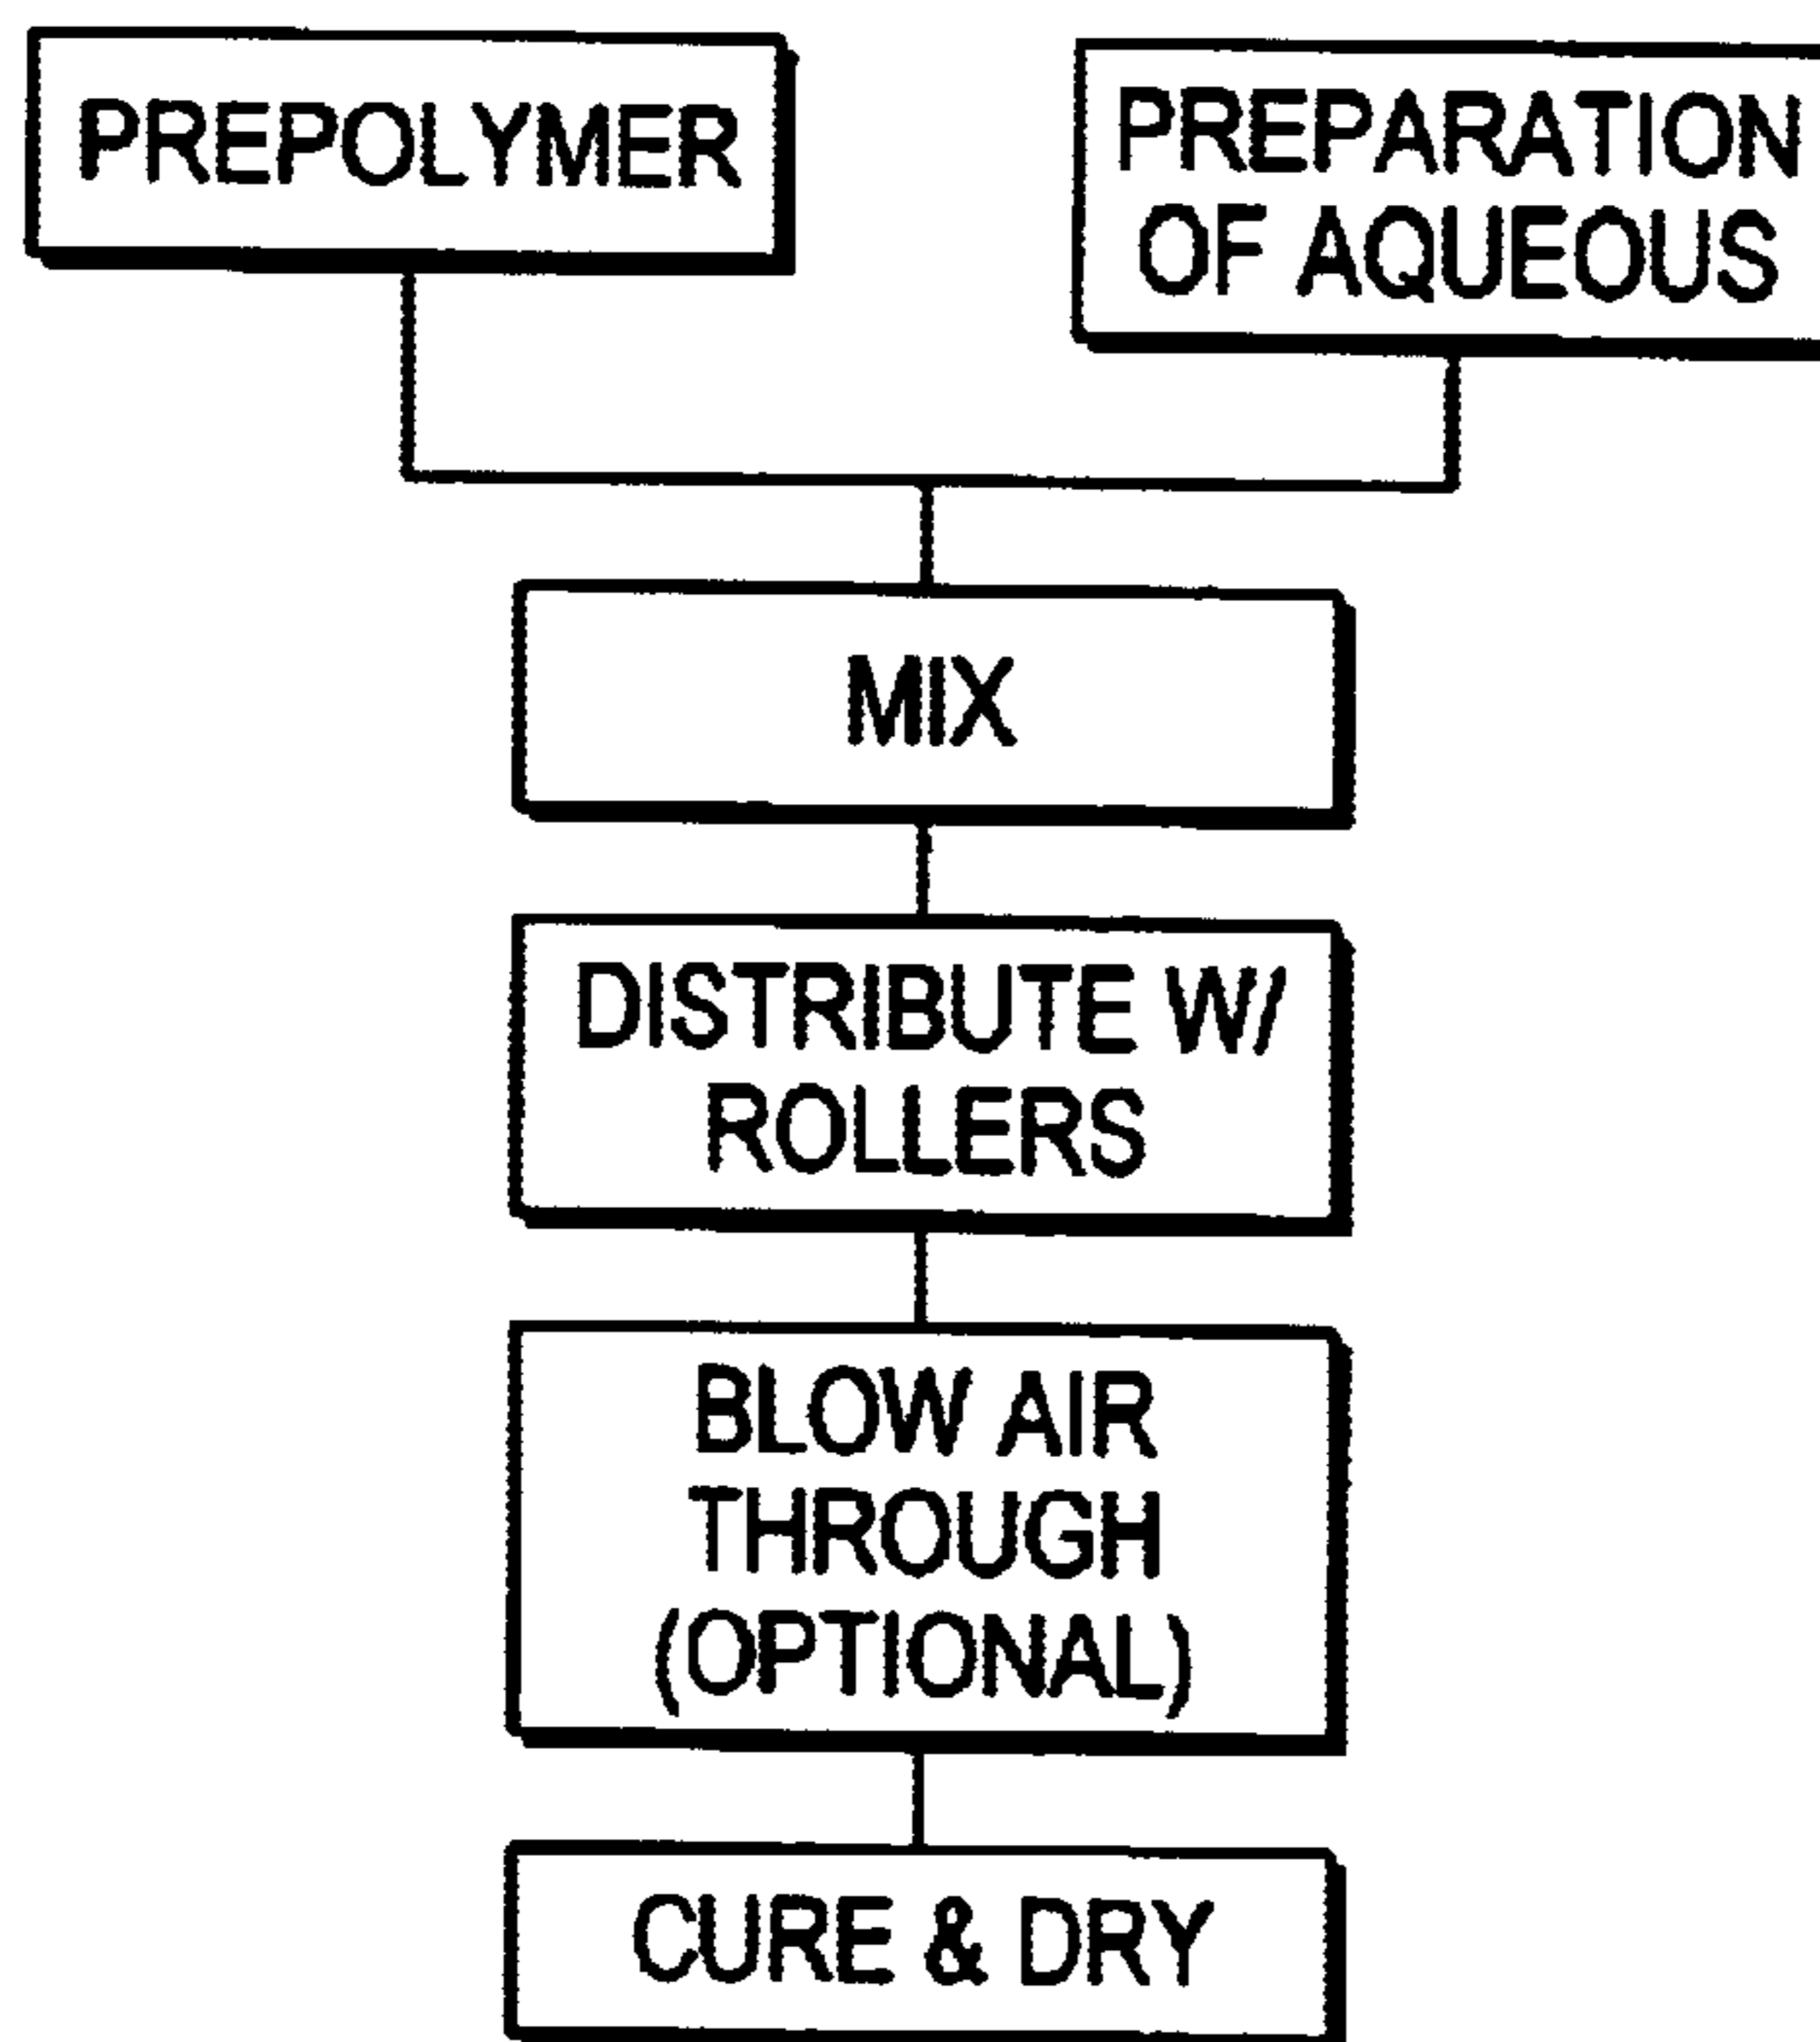 PREPOLYMER
PREPARATION
OF AQUEOUS
MIX
DISTRIBUTE W/
ROLLERS
BLOW AIR
THROUGH
(OPTIONAL)
CURE & DRY